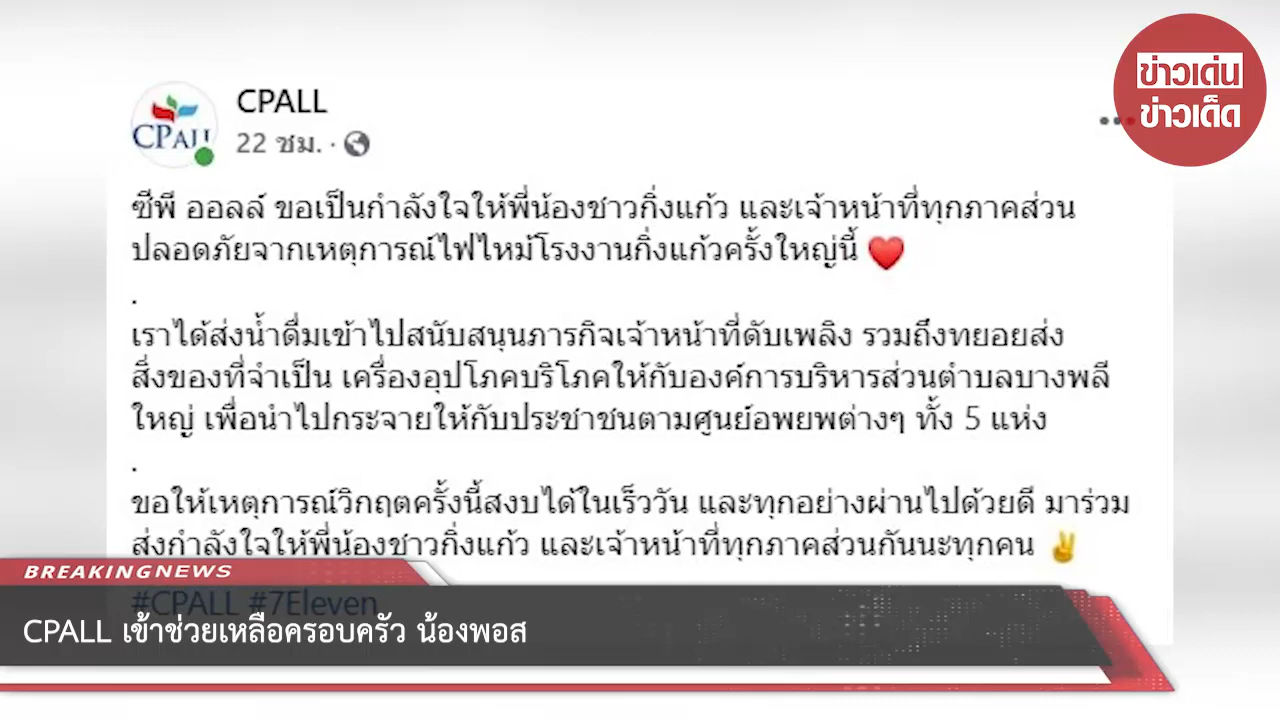 ข่าวเด่น
ข่าวเด็ด
CPALL
CPALL
22 ชม.
ซีพี ออลล์ ขอเป็นกำลังใจให้พี่น้องชาวกิ่งแก้ว และเจ้าหน้าที่ทุกภาคส่วน
ปลอดภัยจากเหตุการณ์ไฟไหม้โรงงานกิ่งแก้วครั้งใหญ่นี้ ❤️
.
เราได้ส่งน้ำดื่มเข้าไปสนับสนุนภารกิจเจ้าหน้าที่ดับเพลิง รวมถึงทยอยส่ง
สิ่งของที่จำเป็น เครื่องอุปโภคบริโภคให้กับองค์การบริหารส่วนตำบลบางพลี
ใหญ่ เพื่อนำไปกระจายให้กับประชาชนตามศูนย์อพยพต่างๆ ทั้ง 5 แห่ง
.
ขอให้เหตุการณ์วิกฤตครั้งนี้สงบได้ในเร็ววัน และทุกอย่างผ่านไปด้วยดี มาร่วม
ส่งกำลังใจให้พี่น้องชาวกิ่งแก้ว และเจ้าหน้าที่ทุกภาคส่วนกันนะทุกคน ✌️
#CPALL #7Eleven
BREAKINGNEWS
CPALL เข้าช่วยเหลือครอบครัว น้องพอส